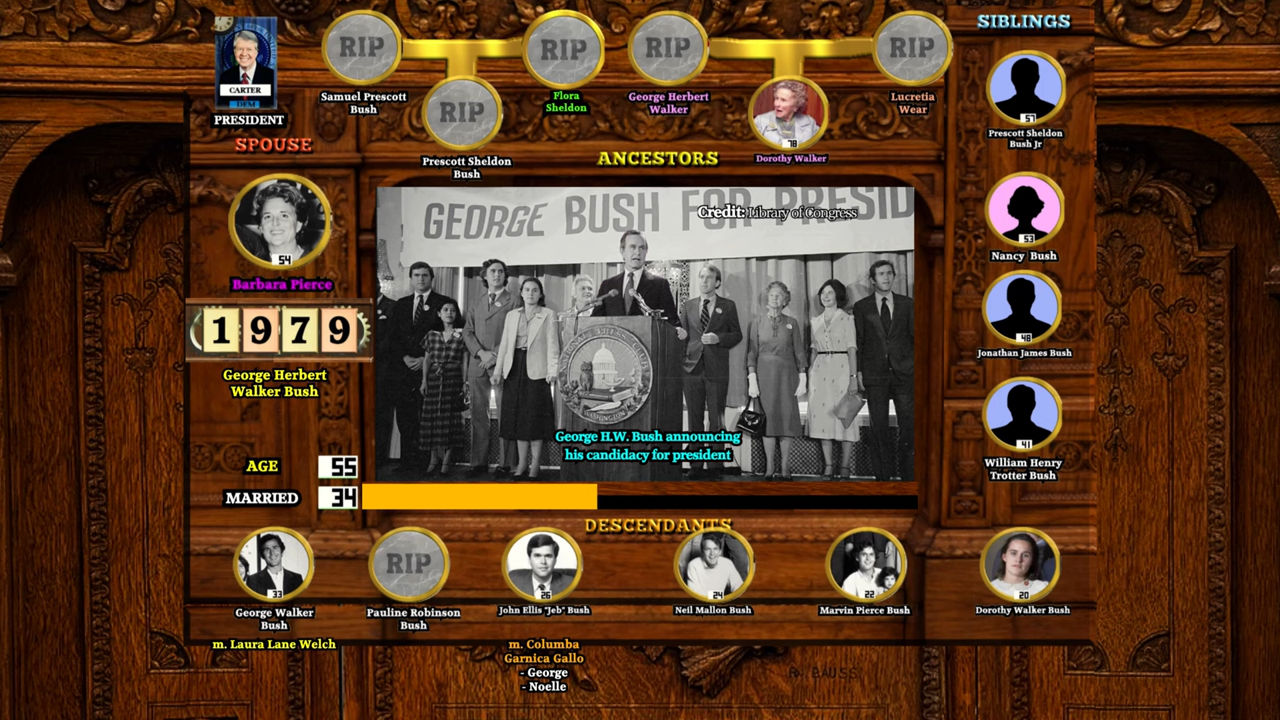 SIBLINGS
RIP
RIP
RIP
RIP
CARTER
DEM
PRESIDENT
Samuel Prescott
Bush
Flora
Sheldon
George Herbert
Walker
Lucretia
Wear
RIP
78
57
Prescott Sheldon
Bush Jr
SPOUSE
Prescott Sheldon
Bush
ANCESTORS
Dorothy Walker
GEORGE BUSH FOR PRESID
Credit: Library of Congress
54
Barbara Pierce
53
Nancy Bush
1979
48
Jonathan James Bush
George Herbert
Walker Bush
41
William Henry
Trotter Bush
George H.W. Bush announcing
his candidacy for president
WASHINGTON
AGE 55
MARRIED 34
DESCENDANTS
33
RIP
26
24
22
20
George Walker
Bush
Pauline Robinson
Bush
John Ellis "Jeb" Bush
Neil Mallon Bush
Marvin Pierce Bush
Dorothy Walker Bush
m. Laura Lane Welch
m. Columba
Garnica Gallo
- George
- Noelle